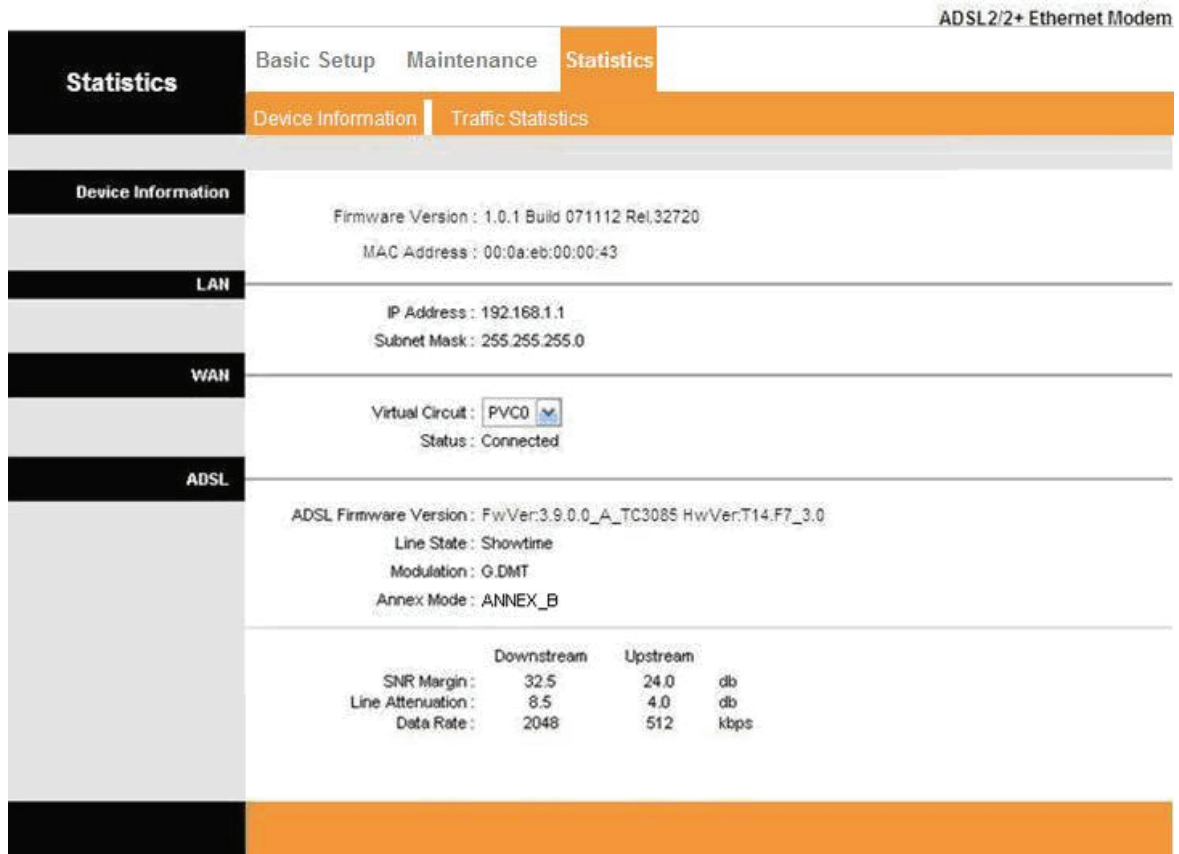 ADSL2/2+ Ethernet Modem
Statistics
Basic Setup Maintenance Statistics
Device Information Traffic Statistics
Device Information
Firmware Version : 1.0.1 Build 071112 Rel.32720
MAC Address : 00:0a:eb:00:00:43
LAN
IP Address : 192.168.1.1
Subnet Mask : 255.255.255.0
WAN
Virtual Circuit : PVC0
Status : Connected
ADSL
ADSL Firmware Version : FwVer:3.9.0.0_A_TC3085 HwVer:T14.F7_3.0
Line State : Showtime
Modulation : G.DMT
Annex Mode : ANNEX_B
Downstream Upstream
SNR Margin : 32.5 24.0 db
Line Attenuation : 8.5 4.0 db
Data Rate : 2048 512 kbps